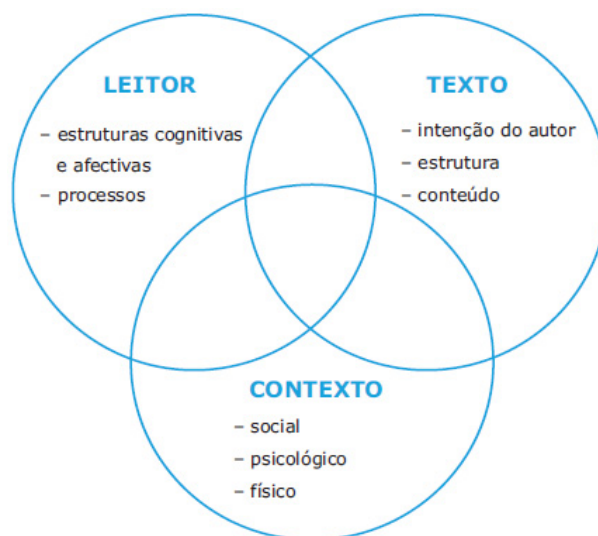 LEITOR
– estruturas cognitivas
e afectivas
– processos
TEXTO
– intenção do autor
– estrutura
– conteúdo
CONTEXTO
– social
– psicológico
– físico